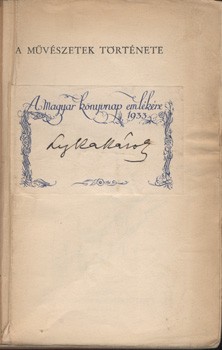 A MŰVÉSZETEK TÖRTÉNETE
A Magyar könyvnap emlékére
1933
Lyka Károly